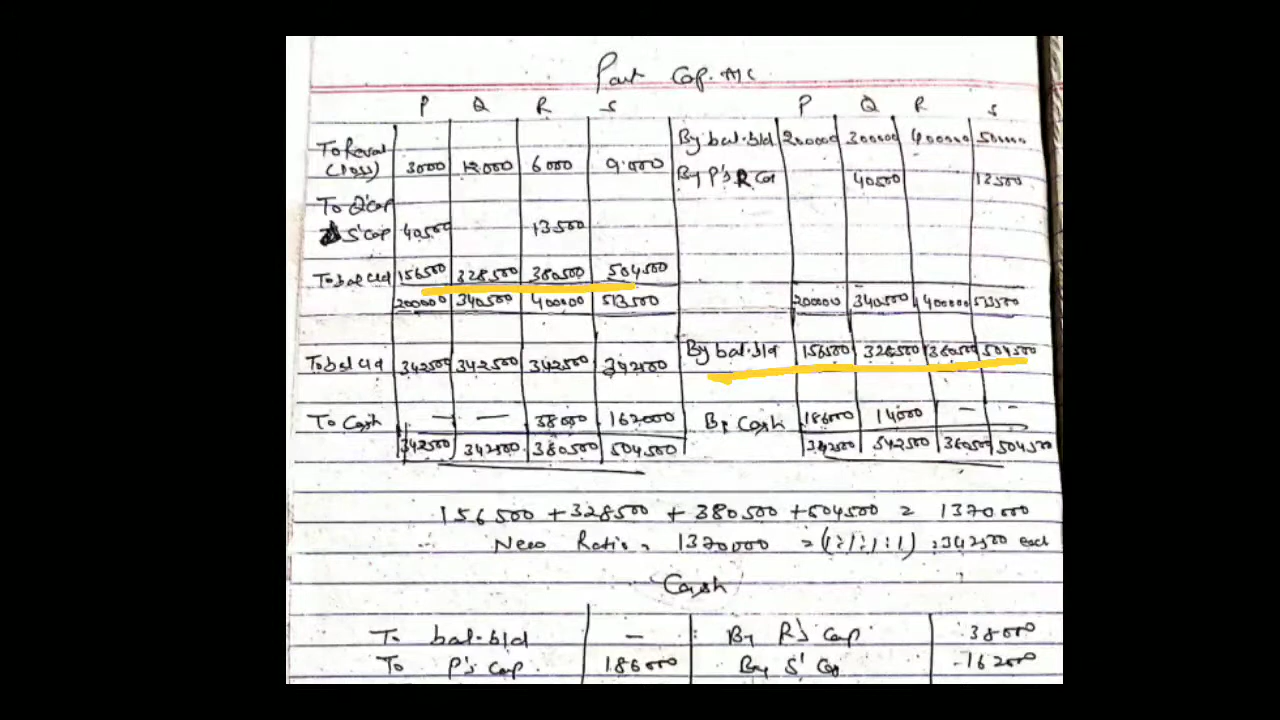 Part Cap. A/C
P Q R S P Q R S
To Reval (Loss) 3000 12000 6000 9000 By bal. b/d 200000 300000 400000 500000
By P's R Cap 40500 13500
To Q'Cap
S'Cap 40500 13500
To bal c/d 156500 328500 380500 504500
200000 340500 400000 513500 200000 340500 400000 513500
To bal c/d 342500 342500 342500 342500 By bal. b/d 156500 328500 380500 504500
To Cash — — 38000 162000 By Cash 186000 14000 — -
342500 342500 380500 504500 342500 342500 380500 504500
156500 + 328500 + 380500 + 504500 = 1370000
∴ New Ratio = 1370000 = (1:1:1:1) = 342500 each
Cash
To bal. b/d — By R's Cap 38000
To P's Cap. 186000 By S' Cap 162000